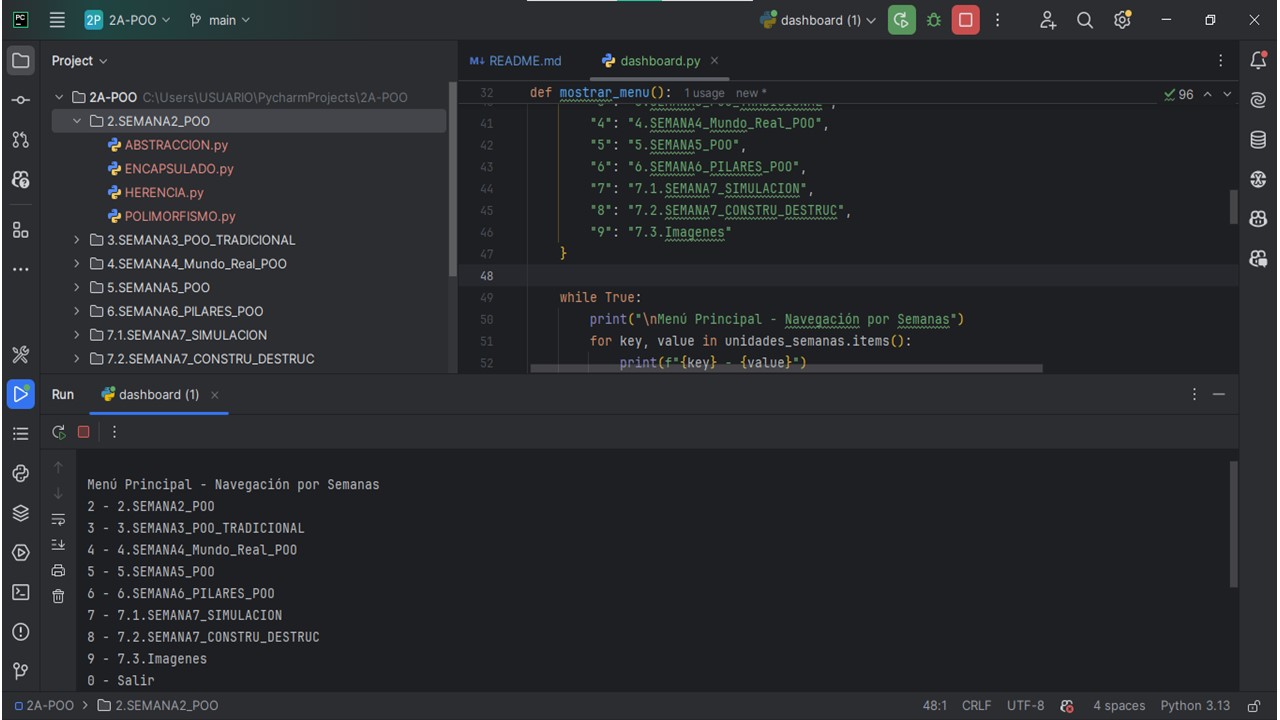 PC
2P 2A-POO
main
dashboard (1)
Project
README.md
dashboard.py
2A-POO C:\Users\USUARIO\PycharmProjects\2A-POO
2.SEMANA2_POO
ABSTRACCION.py
ENCAPSULADO.py
HERENCIA.py
POLIMORFISMO.py
3.SEMANA3_POO_TRADICIONAL
4.SEMANA4_Mundo_Real_POO
5.SEMANA5_POO
6.SEMANA6_PILARES_POO
7.1.SEMANA7_SIMULACION
7.2.SEMANA7_CONSTRU_DESTRUC
32 def mostrar_menu(): 1 usage new *
96
41 "4": "4.SEMANA4_Mundo_Real_POO",
42 "5": "5.SEMANA5_POO",
43 "6": "6.SEMANA6_PILARES_POO",
44 "7": "7.1.SEMANA7_SIMULACION",
45 "8": "7.2.SEMANA7_CONSTRU_DESTRUC",
46 "9": "7.3.Imagenes"
47 }
48
49 while True:
50 print("\nMenú Principal - Navegación por Semanas")
51 for key, value in unidades_semanas.items():
52 print(f"{key} - {value}")
Run dashboard (1)
Menú Principal - Navegación por Semanas
2 - 2.SEMANA2_POO
3 - 3.SEMANA3_POO_TRADICIONAL
4 - 4.SEMANA4_Mundo_Real_POO
5 - 5.SEMANA5_POO
6 - 6.SEMANA6_PILARES_POO
7 - 7.1.SEMANA7_SIMULACION
8 - 7.2.SEMANA7_CONSTRU_DESTRUC
9 - 7.3.Imagenes
0 - Salir
2A-POO > 2.SEMANA2_POO
48:1 CRLF UTF-8 4 spaces Python 3.13